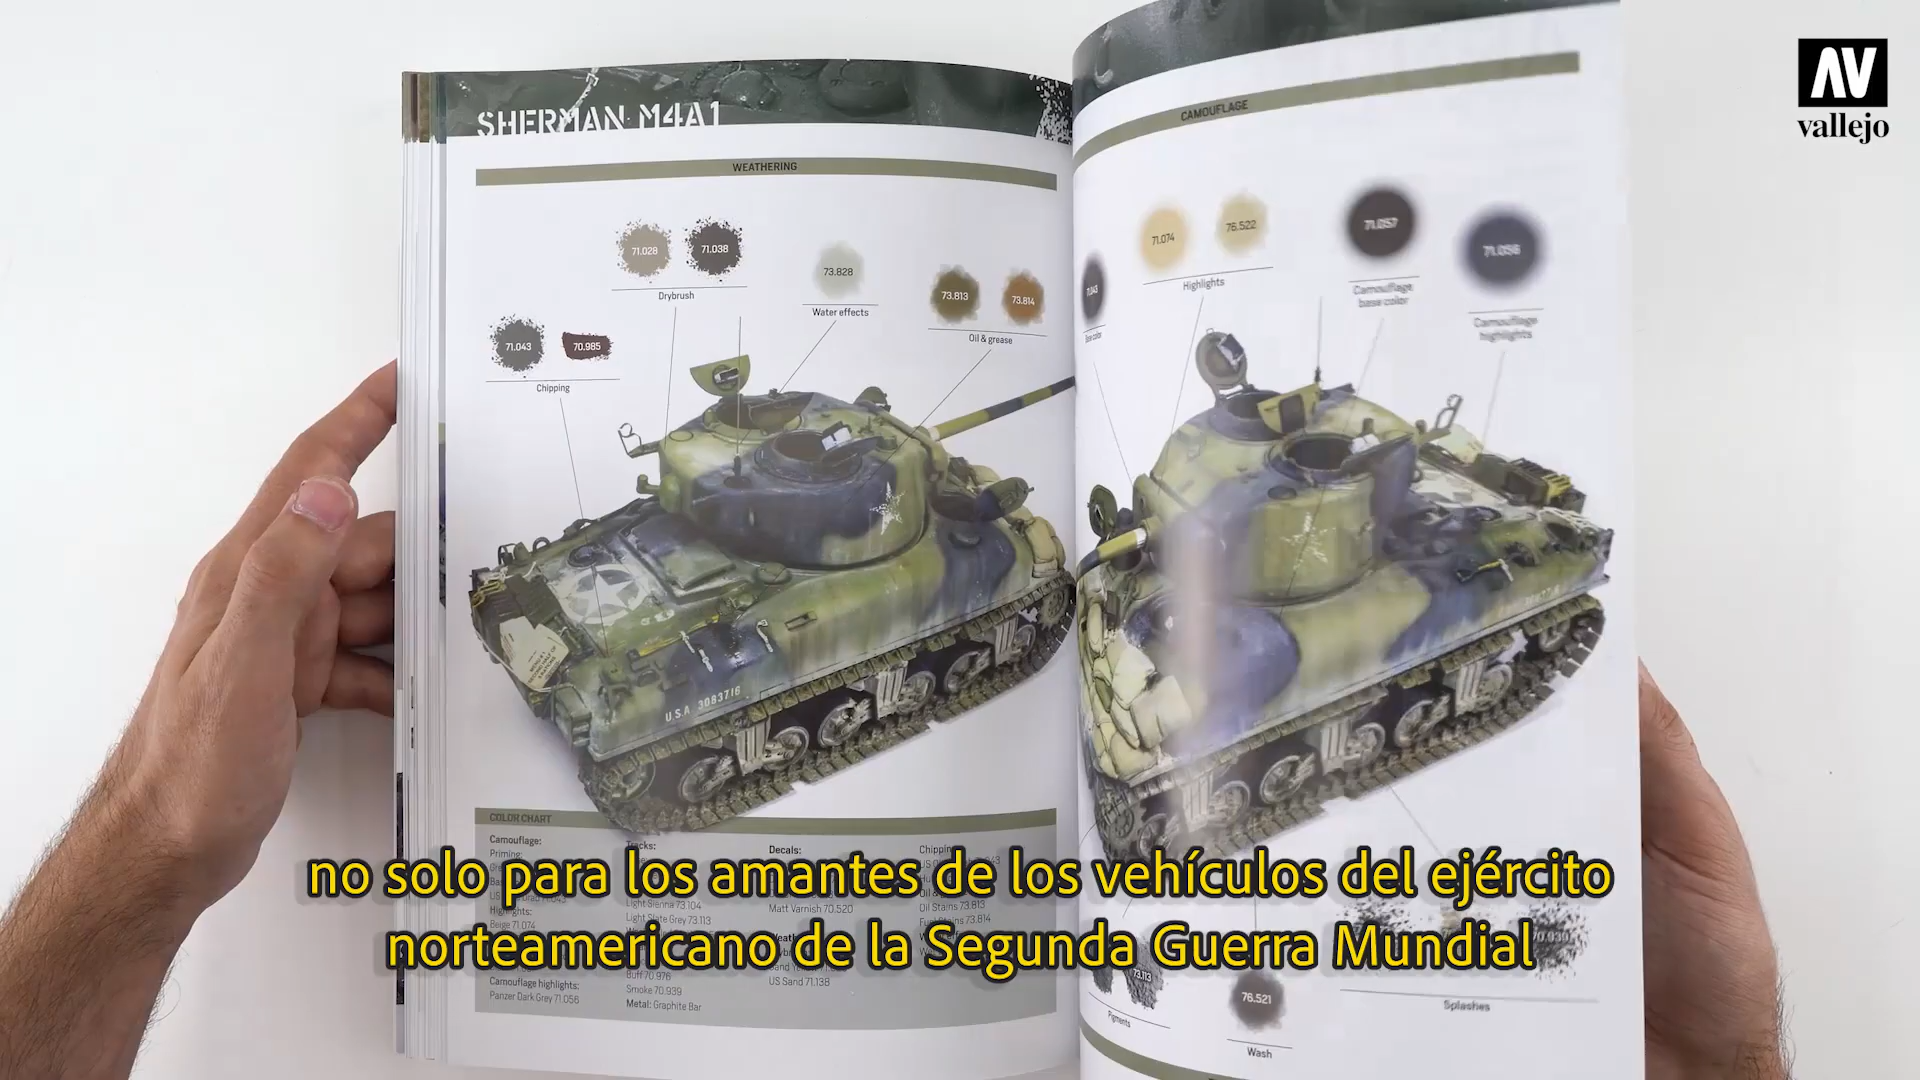 SHERMAN M4A1
WEATHERING
71.028
71.038
Drybrush
73.828
Water effects
73.813
73.814
Oil & grease
71.043
70.985
Chipping
U.S.A 3083716
COLOR CHART
Camouflage:
Priming:
Highlights:
Beige 71.074
Camouflage highlights:
Panzer Dark Grey 71.056
Light Sienna 73.104
Light Slate Grey 73.113
Buff 70.976
Smoke 70.939
Metal: Graphite Bar
Decals:
Matt Varnish 70.520
US Sand 71.138
Oil Stains 73.813
Fuel Stains 73.814
CAMOUFLAGE
71.043
Base color
71.074
76.522
Highlights
71.057
Camouflage
base color
71.056
Camouflage
highlights
73.113
Pigments
76.521
Wash
70.939
Splashes
AV
vallejo
no solo para los amantes de los vehículos del ejército
norteamericano de la Segunda Guerra Mundial